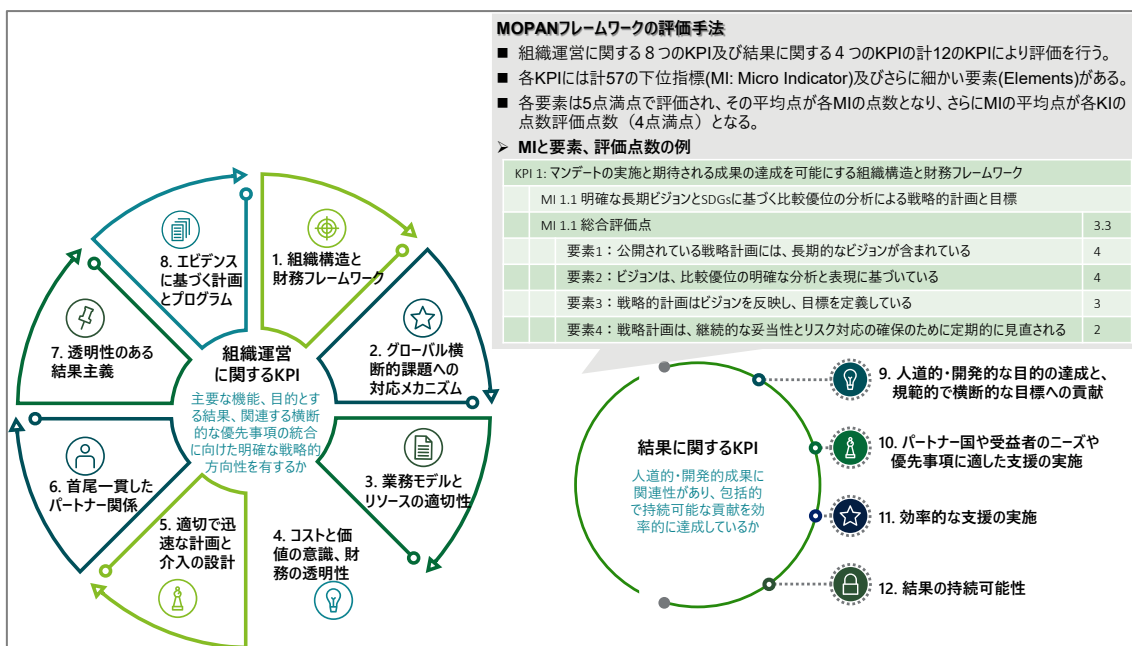 MOPANフレームワークの評価手法
■ 組織運営に関する８つのKPI及び結果に関する４つのKPIの計12のKPIにより評価を行う。
■ 各KPIには計57の下位指標(MI: Micro Indicator)及びさらに細かい要素(Elements)がある。
■ 各要素は5点満点で評価され、その平均点が各MIの点数となり、さらにMIの平均点が各KIの
点数評価点数（4点満点）となる。
➢ MIと要素、評価点数の例
KPI 1: マンデートの実施と期待される成果の達成を可能にする組織構造と財務フレームワーク
MI 1.1 明確な長期ビジョンとSDGsに基づく比較優位の分析による戦略的計画と目標
MI 1.1 総合評価点 3.3
要素1：公開されている戦略計画には、長期的なビジョンが含まれている 4
要素2：ビジョンは、比較優位の明確な分析と表現に基づいている 4
要素3：戦略的計画はビジョンを反映し、目標を定義している 3
要素4：戦略計画は、継続的な妥当性とリスク対応の確保のために定期的に見直される 2
組織運営
に関するKPI
主要な機能、目的とす
る結果、関連する横断
的な優先事項の統合
に向けた明確な戦略的
方向性を有するか
1. 組織構造と
財務フレームワーク
2. グローバル横
断的課題への
対応メカニズム
3. 業務モデルと
リソースの適切性
4. コストと価
値の意識、財
務の透明性
5. 適切で迅
速な計画と
介入の設計
6. 首尾一貫した
パートナー関係
7. 透明性のある
結果主義
8. エビデンス
に基づく計画
とプログラム
結果に関するKPI
人道的・開発的成果に
関連性があり、包括的
で持続可能な貢献を効
率的に達成しているか
9. 人道的・開発的な目的の達成と、
規範的で横断的な目標への貢献
10. パートナー国や受益者のニーズや
優先事項に適した支援の実施
11. 効率的な支援の実施
12. 結果の持続可能性